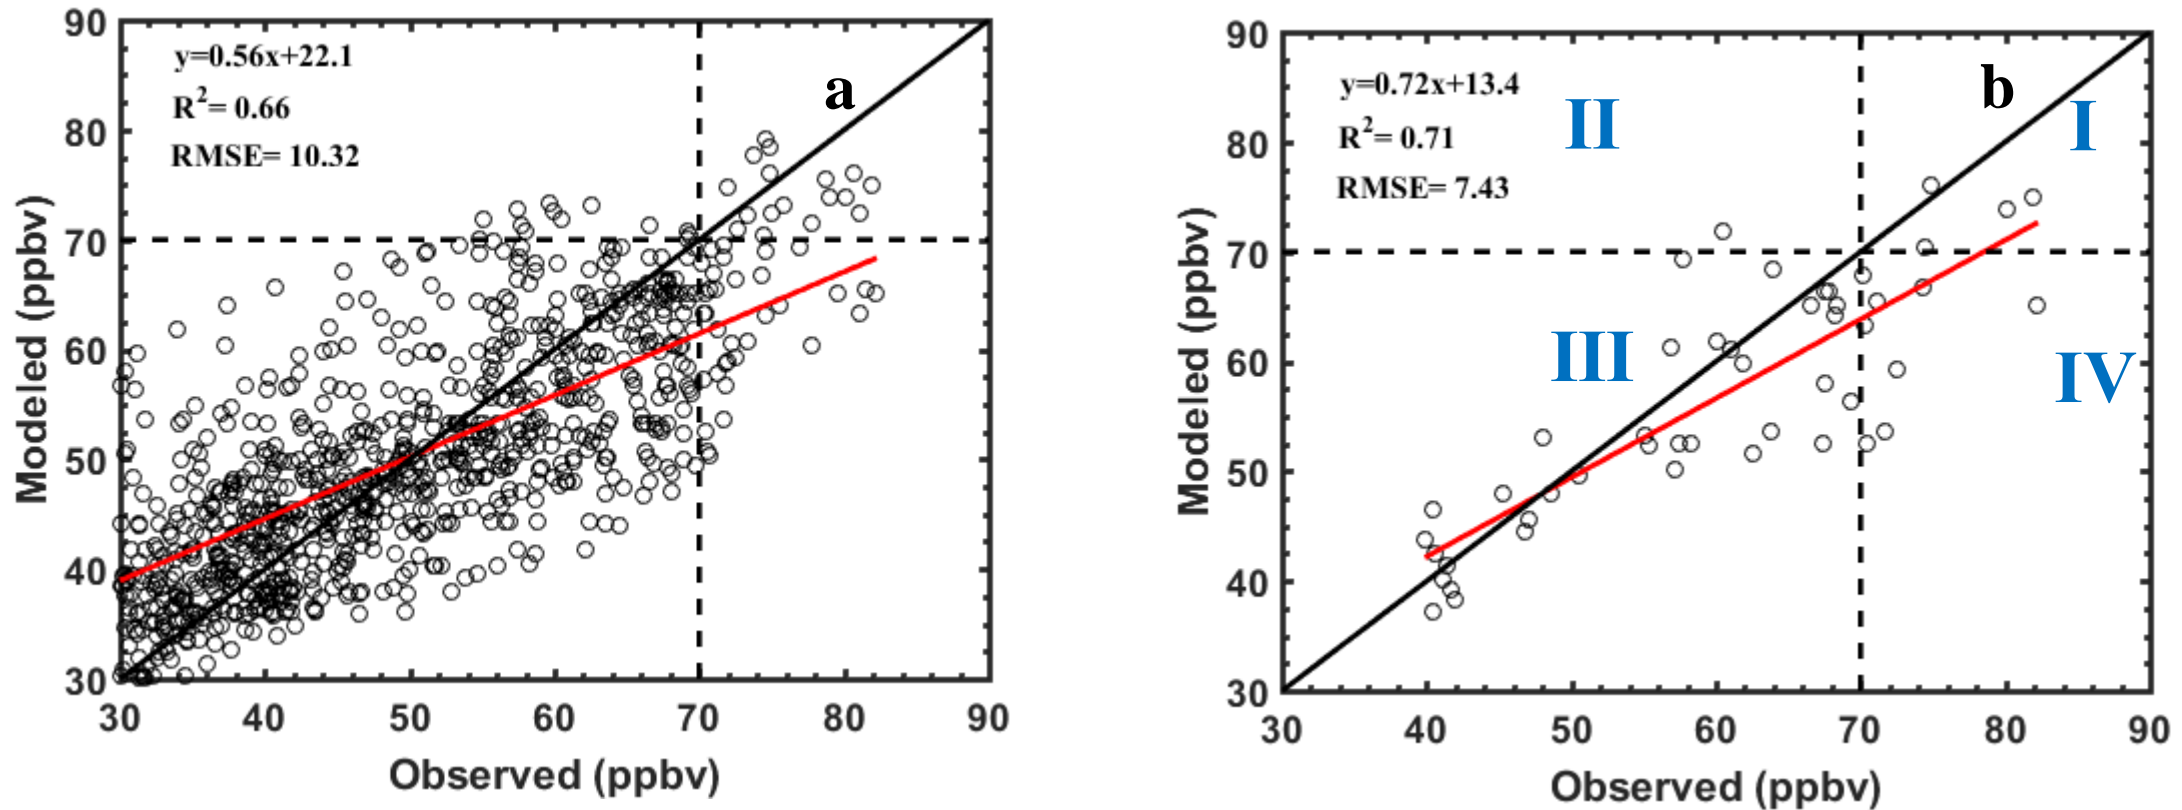 90
80
70
60
50
40
30
Modeled (ppbv)
y=0.56x+22.1
R²= 0.66
RMSE= 10.32
a
30 40 50 60 70 80 90
Observed (ppbv)
90
80
70
60
50
40
30
Modeled (ppbv)
y=0.72x+13.4
R²= 0.71
RMSE= 7.43
b
II
I
III
IV
30 40 50 60 70 80 90
Observed (ppbv)